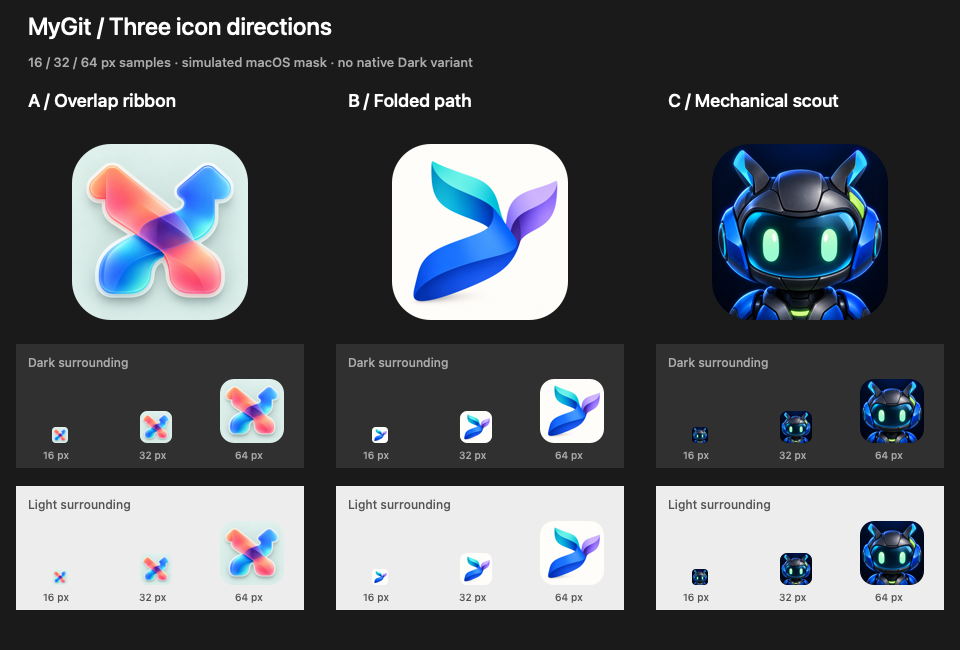 MyGit / Three icon directions
16 / 32 / 64 px samples · simulated macOS mask · no native Dark variant
A / Overlap ribbon
B / Folded path
C / Mechanical scout
Dark surrounding
Dark surrounding
Dark surrounding
16 px
32 px
64 px
16 px
32 px
64 px
16 px
32 px
64 px
Light surrounding
Light surrounding
Light surrounding
16 px
32 px
64 px
16 px
32 px
64 px
16 px
32 px
64 px